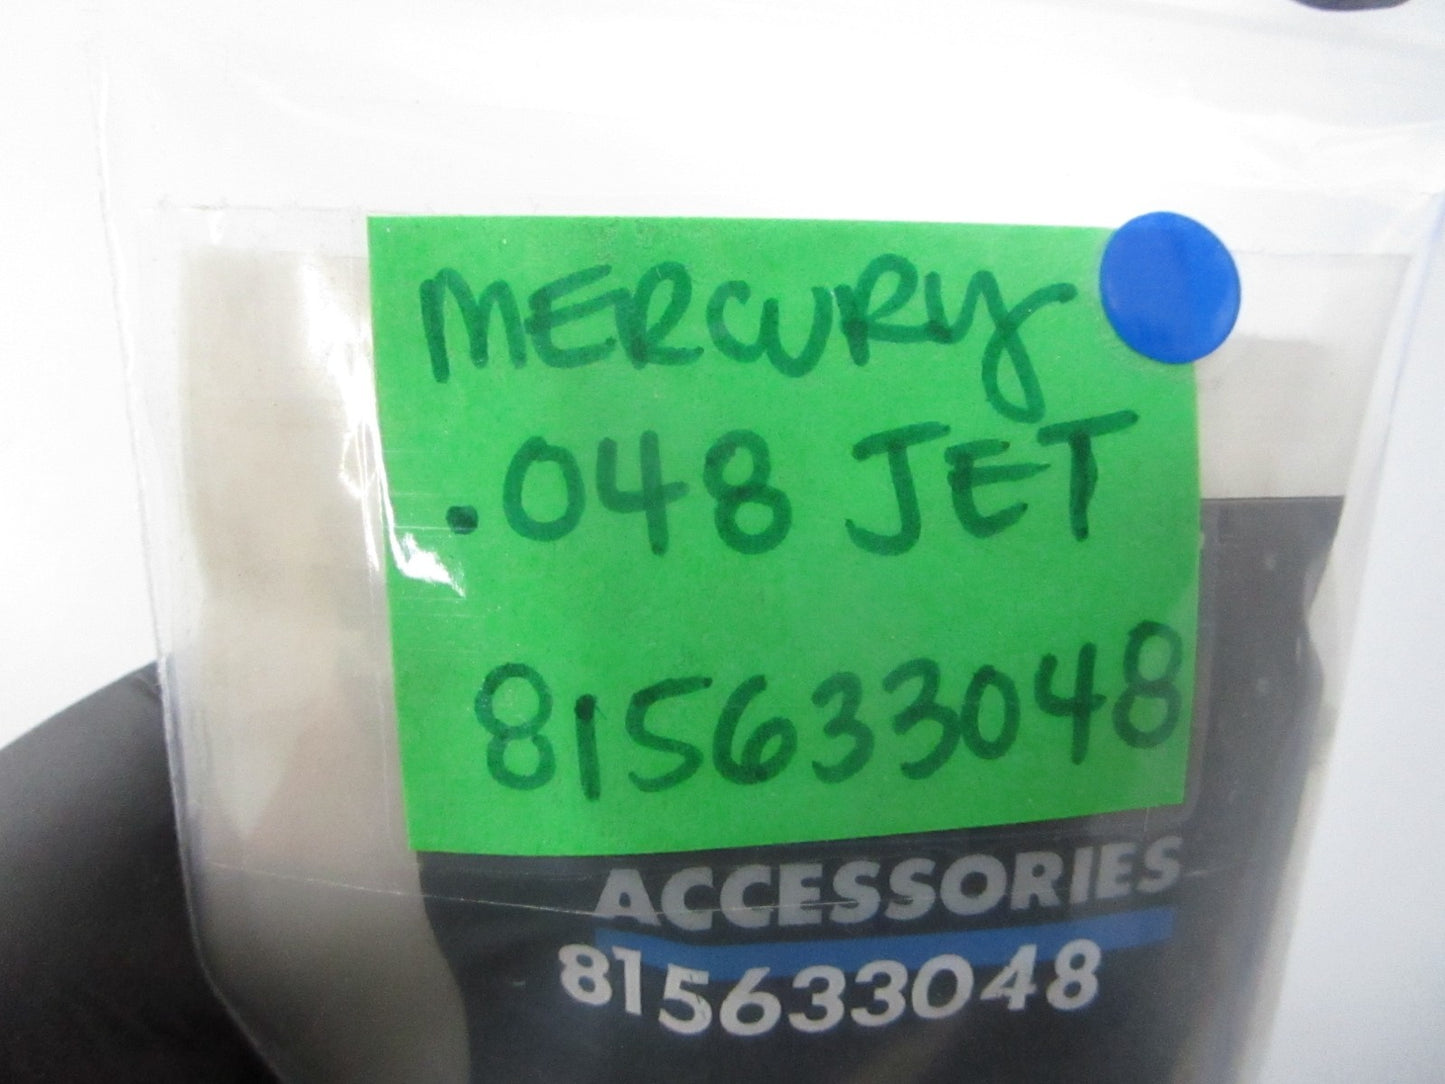 MERCURY
.048 JET
815633048
ACCESSORIES
815633048